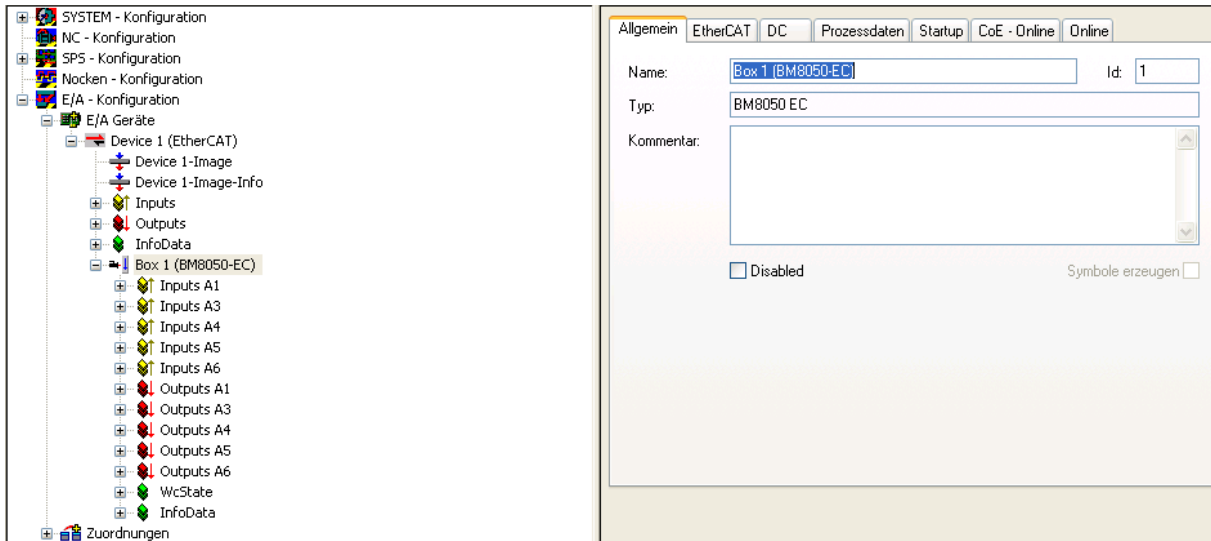 SYSTEM - Konfiguration
NC - Konfiguration
SPS - Konfiguration
Nocken - Konfiguration
E/A - Konfiguration
E/A Geräte
Device 1 (EtherCAT)
Device 1-Image
Device 1-Image-Info
Inputs
Outputs
InfoData
Box 1 (BM8050-EC)
Inputs A1
Inputs A3
Inputs A4
Inputs A5
Inputs A6
Outputs A1
Outputs A3
Outputs A4
Outputs A5
Outputs A6
WcState
InfoData
Zuordnungen
Allgemein EtherCAT DC Prozessdaten Startup CoE - Online Online
Name: Box 1 (BM8050-EC) Id: 1
Typ: BM8050 EC
Kommentar:
Disabled Symbole erzeugen